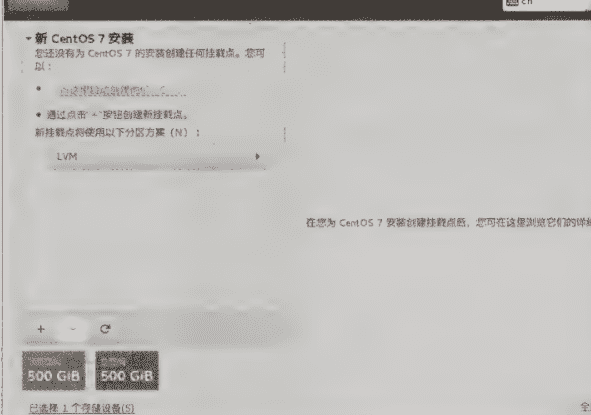 cn
新 CentOS 7 安装
您还没有为 CentOS 7 的安装创建任何挂载点。您可
以：
通过点击"+"按钮创建新挂载点。
新挂载点将使用以下分区方案（N）：
LVM
在您为 CentOS 7 安装创建挂载点后，您可在这里浏览它们的详细
+ - 
500 GiB
500 GiB
已选择 1 个存储设备(S)
全